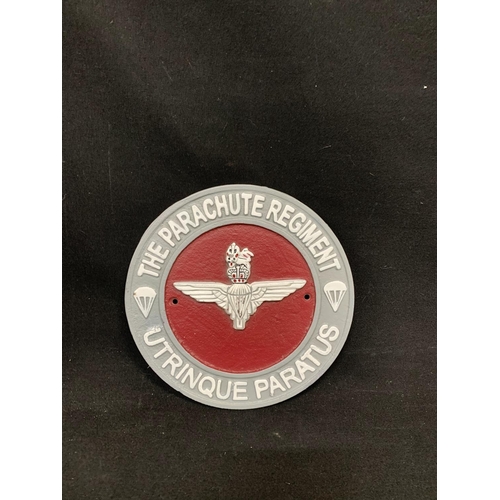 THE PARACHUTE REGIMENT
UTRINQUE PARATUS